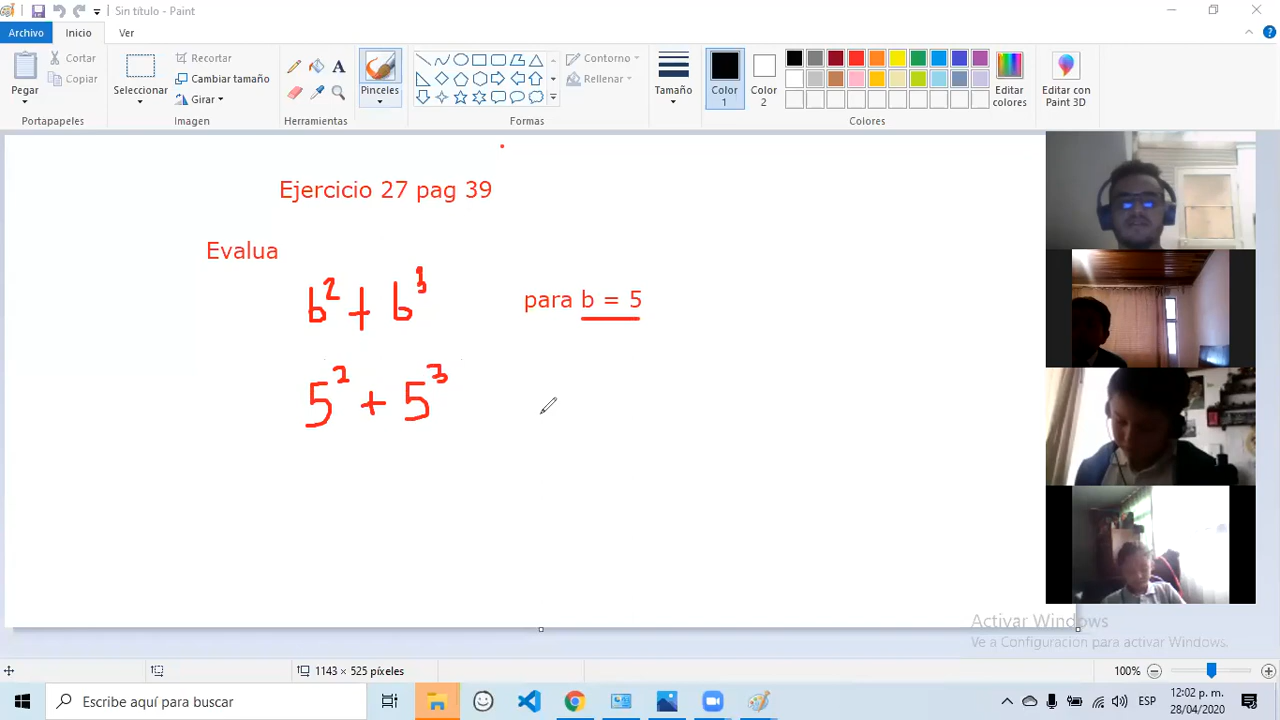 Sin título - Paint
Archivo Inicio Ver
Pegar
Cortar
Copiar
Portapapeles
Seleccionar
Recortar
Cambiar tamaño
Girar
Imagen
A
Herramientas
Pinceles
Contorno
Rellenar
Formas
Tamaño
Color 1
Color 2
Editar colores
Colores
Editar con Paint 3D
Ejercicio 27 pag 39
Evalua
b² + b³ para b = 5
5² + 5³
Activar Windows
Ve a Configuración para activar Windows.
1143 × 525 píxeles 100%
Escribe aquí para buscar
ESP
12:02 p. m.
28/04/2020